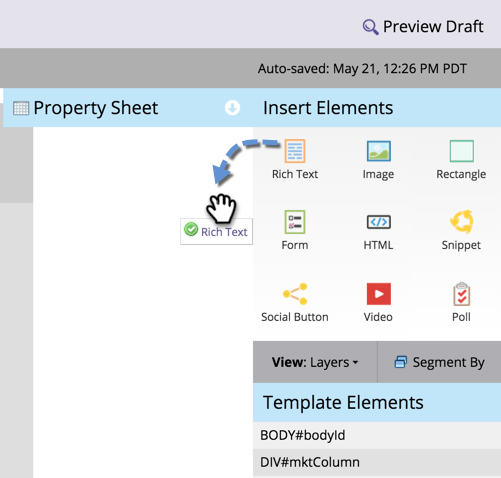 Preview Draft
Auto-saved: May 21, 12:26 PM PDT
Property Sheet
Insert Elements
Rich Text
Image
Rectangle
Rich Text
Form
HTML
Snippet
Social Button
Video
Poll
View: Layers
Segment By
Template Elements
BODY#bodyId
DIV#mktColumn